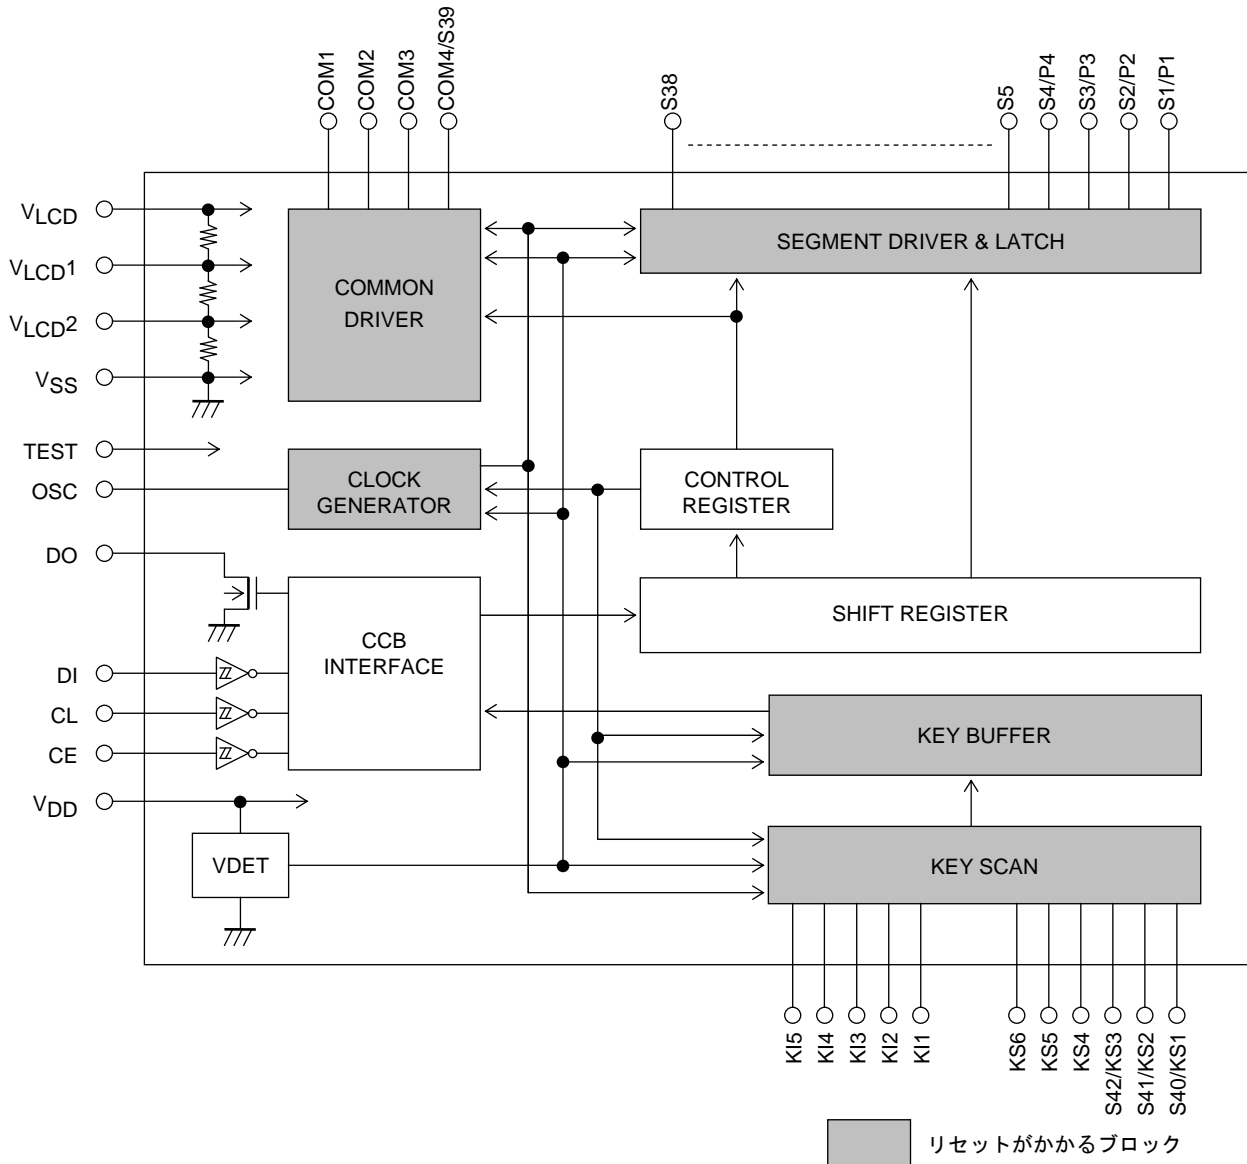 COM1
COM2
COM3
COM4/S39
S38
S5
S4/P4
S3/P3
S2/P2
S1/P1
VLCD
VLCD1
VLCD2
VSS
TEST
OSC
DO
DI
CL
CE
VDD
COMMON
DRIVER
SEGMENT DRIVER & LATCH
CLOCK
GENERATOR
CONTROL
REGISTER
CCB
INTERFACE
SHIFT REGISTER
KEY BUFFER
VDET
KEY SCAN
KI5
KI4
KI3
KI2
KI1
KS6
KS5
KS4
S42/KS3
S41/KS2
S40/KS1
リセットがかかるブロック